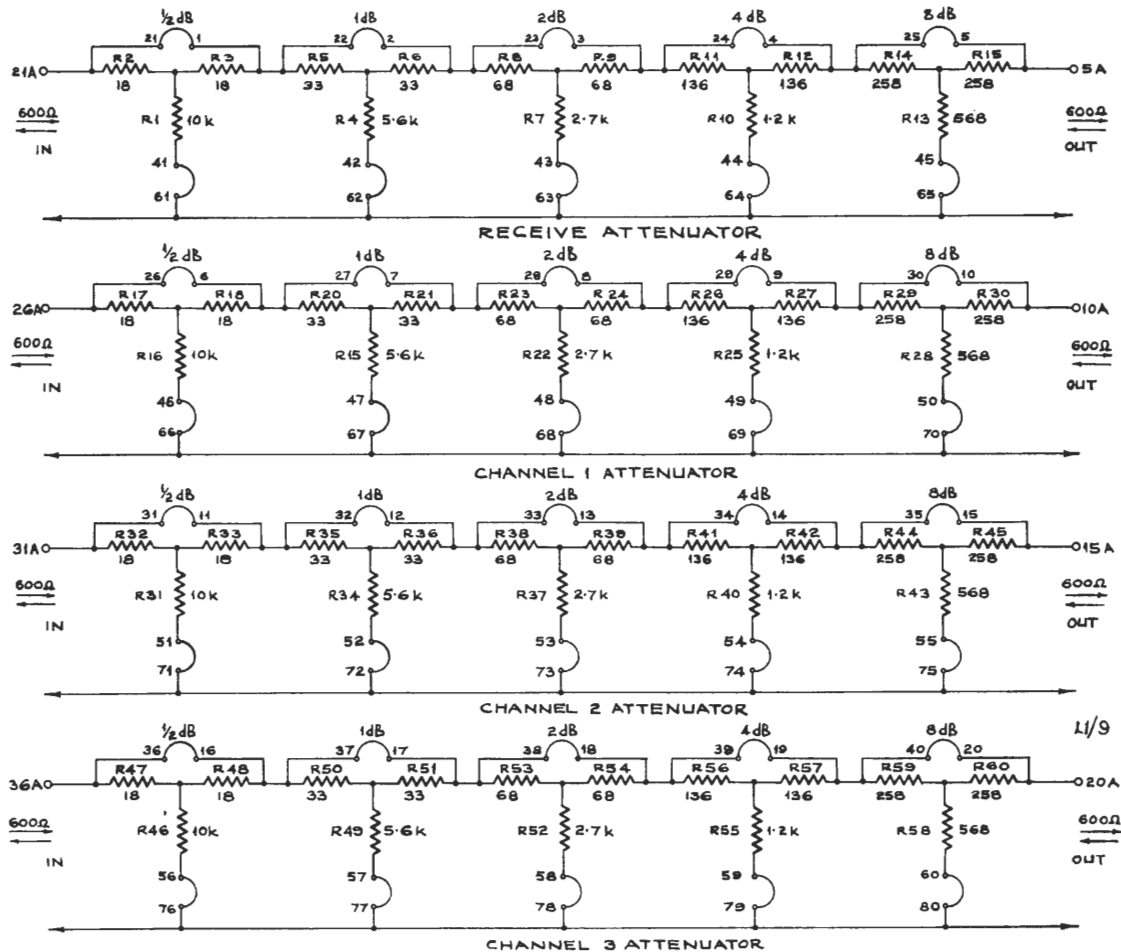 ½dB 1dB 2dB 4dB 8dB
21 1 22 2 23 3 24 4 25 5
R2 R3 R5 R6 R8 R9 R11 R12 R14 R15
21A 5A
18 18 33 33 68 68 136 136 258 258
600Ω R1 10k R4 5.6k R7 2.7k R10 1.2k R13 568 600Ω
IN OUT
41 42 43 44 45
61 62 63 64 65
RECEIVE ATTENUATOR
½dB 1dB 2dB 4dB 8dB
26 6 27 7 28 8 29 9 30 10
R17 R18 R20 R21 R23 R24 R26 R27 R29 R30
26A 10A
18 18 33 33 68 68 136 136 258 258
600Ω R16 10k R15 5.6k R22 2.7k R25 1.2k R28 568 600Ω
IN OUT
46 47 48 49 50
66 67 68 69 70
CHANNEL 1 ATTENUATOR
½dB 1dB 2dB 4dB 8dB
31 11 32 12 33 13 34 14 35 15
R32 R33 R35 R36 R38 R39 R41 R42 R44 R45
31A 15A
18 18 33 33 68 68 136 136 258 258
600Ω R31 10k R34 5.6k R37 2.7k R40 1.2k R43 568 600Ω
IN OUT
51 52 53 54 55
71 72 73 74 75
CHANNEL 2 ATTENUATOR
L1/9
½dB 1dB 2dB 4dB 8dB
36 16 37 17 38 18 39 19 40 20
R47 R48 R50 R51 R53 R54 R56 R57 R59 R60
36A 20A
18 18 33 33 68 68 136 136 258 258
600Ω R46 10k R49 5.6k R52 2.7k R55 1.2k R58 568 600Ω
IN OUT
56 57 58 59 60
76 77 78 79 80
CHANNEL 3 ATTENUATOR